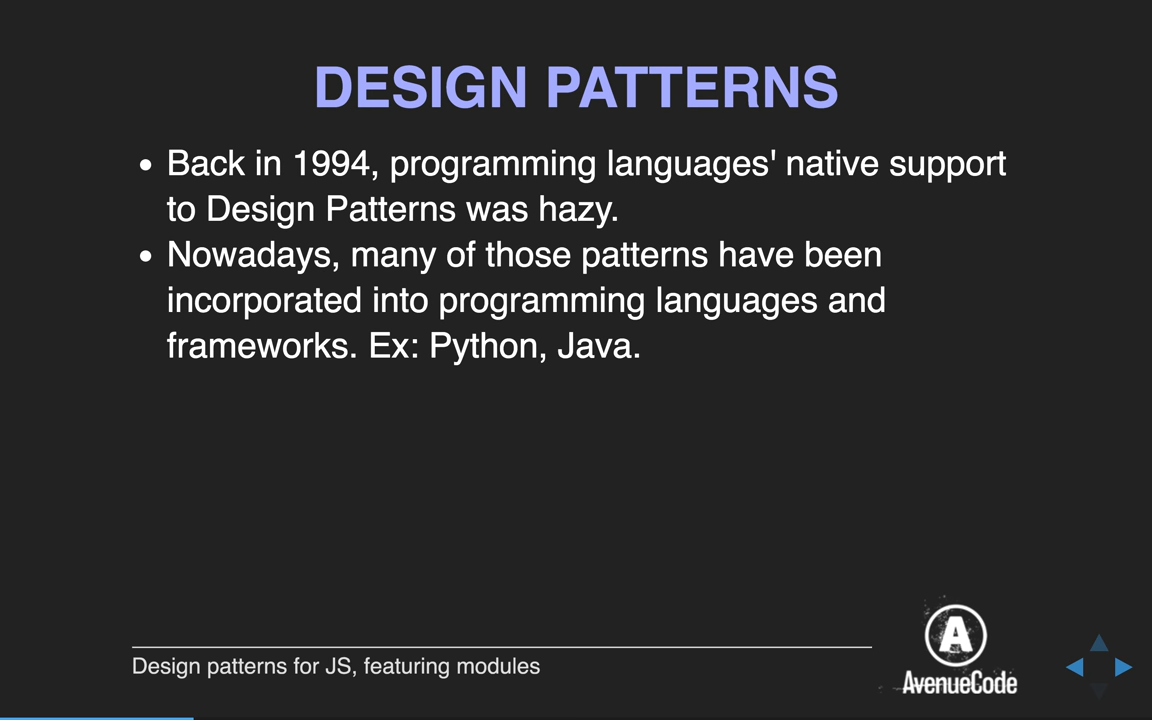 DESIGN PATTERNS
• Back in 1994, programming languages' native support
to Design Patterns was hazy.
• Nowadays, many of those patterns have been
incorporated into programming languages and
frameworks. Ex: Python, Java.
Design patterns for JS, featuring modules
A
AvenueCode